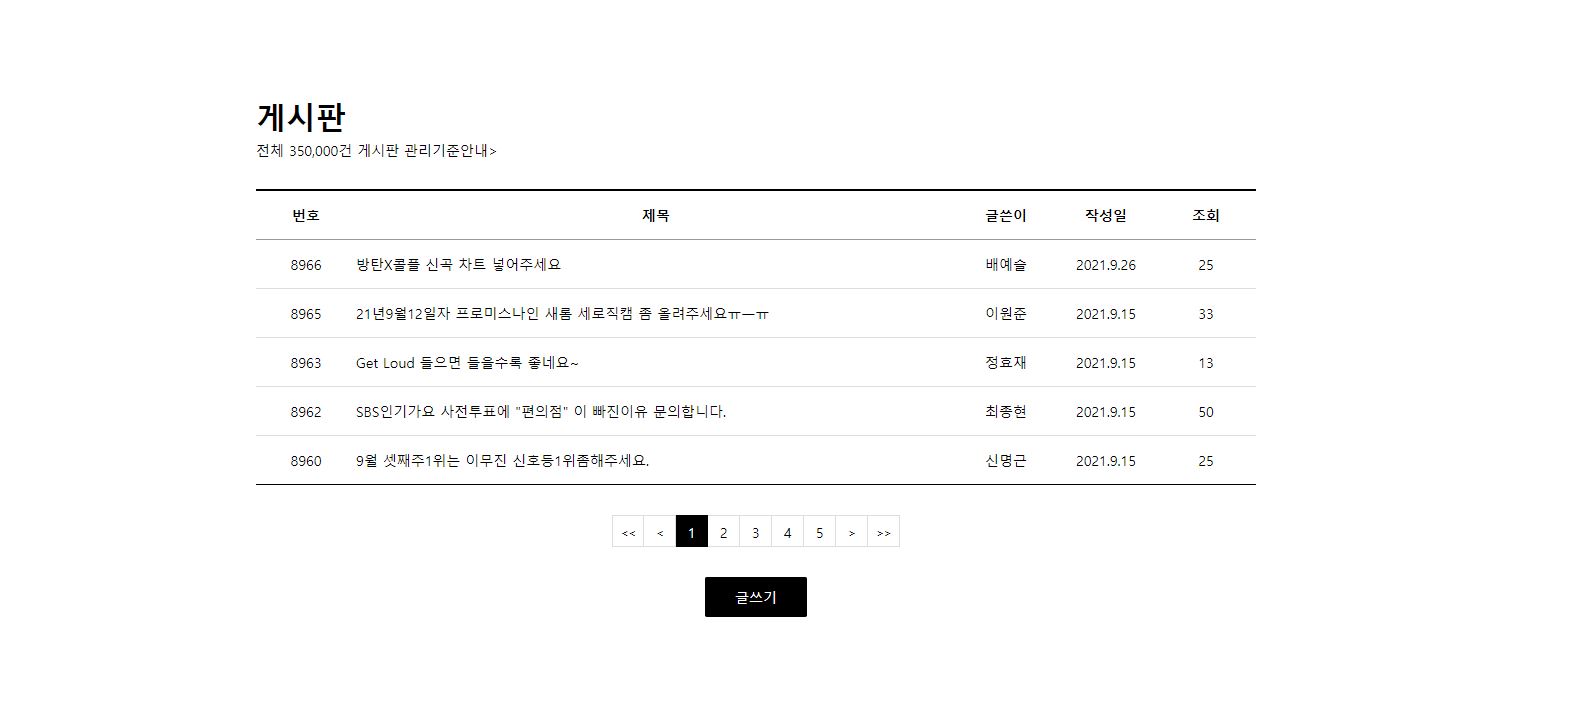 게시판
전체 350,000건 게시판 관리기준안내>
번호 제목 글쓴이 작성일 조회
8966 방탄X콜플 신곡 차트 넣어주세요 배예슬 2021.9.26 25
8965 21년9월12일자 프로미스나인 새롬 세로직캠 좀 올려주세요ㅠㅡㅠ 이원준 2021.9.15 33
8963 Get Loud 들으면 들을수록 좋네요~ 정효재 2021.9.15 13
8962 SBS인기가요 사전투표에 "편의점" 이 빠진이유 문의합니다. 최종현 2021.9.15 50
8960 9월 셋째주1위는 이무진 신호등1위좀해주세요. 신명근 2021.9.15 25
<< < 1 2 3 4 5 > >>
글쓰기